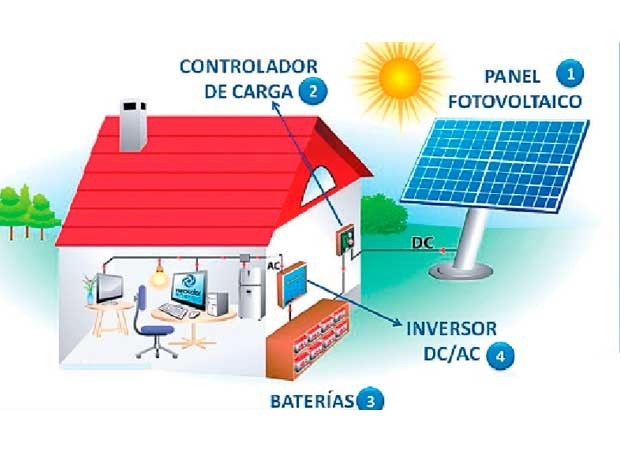 CONTROLADOR
DE CARGA 2
PANEL 1
FOTOVOLTAICO
DC
AC
INVERSOR
DC/AC 4
BATERÍAS 3